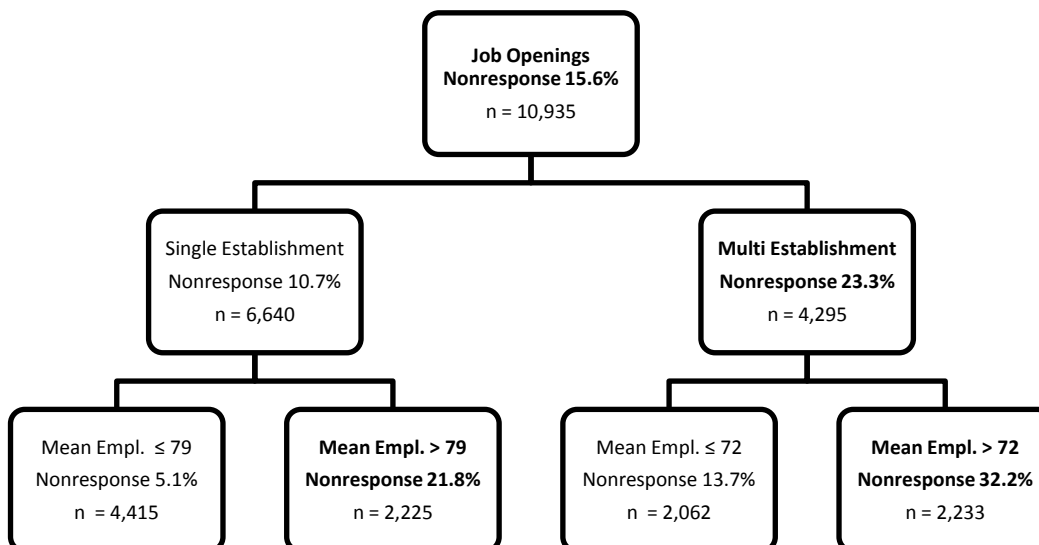 Job Openings
Nonresponse 15.6%
n = 10,935
Single Establishment
Nonresponse 10.7%
n = 6,640
Multi Establishment
Nonresponse 23.3%
n = 4,295
Mean Empl. ≤ 79
Nonresponse 5.1%
n = 4,415
Mean Empl. > 79
Nonresponse 21.8%
n = 2,225
Mean Empl. ≤ 72
Nonresponse 13.7%
n = 2,062
Mean Empl. > 72
Nonresponse 32.2%
n = 2,233